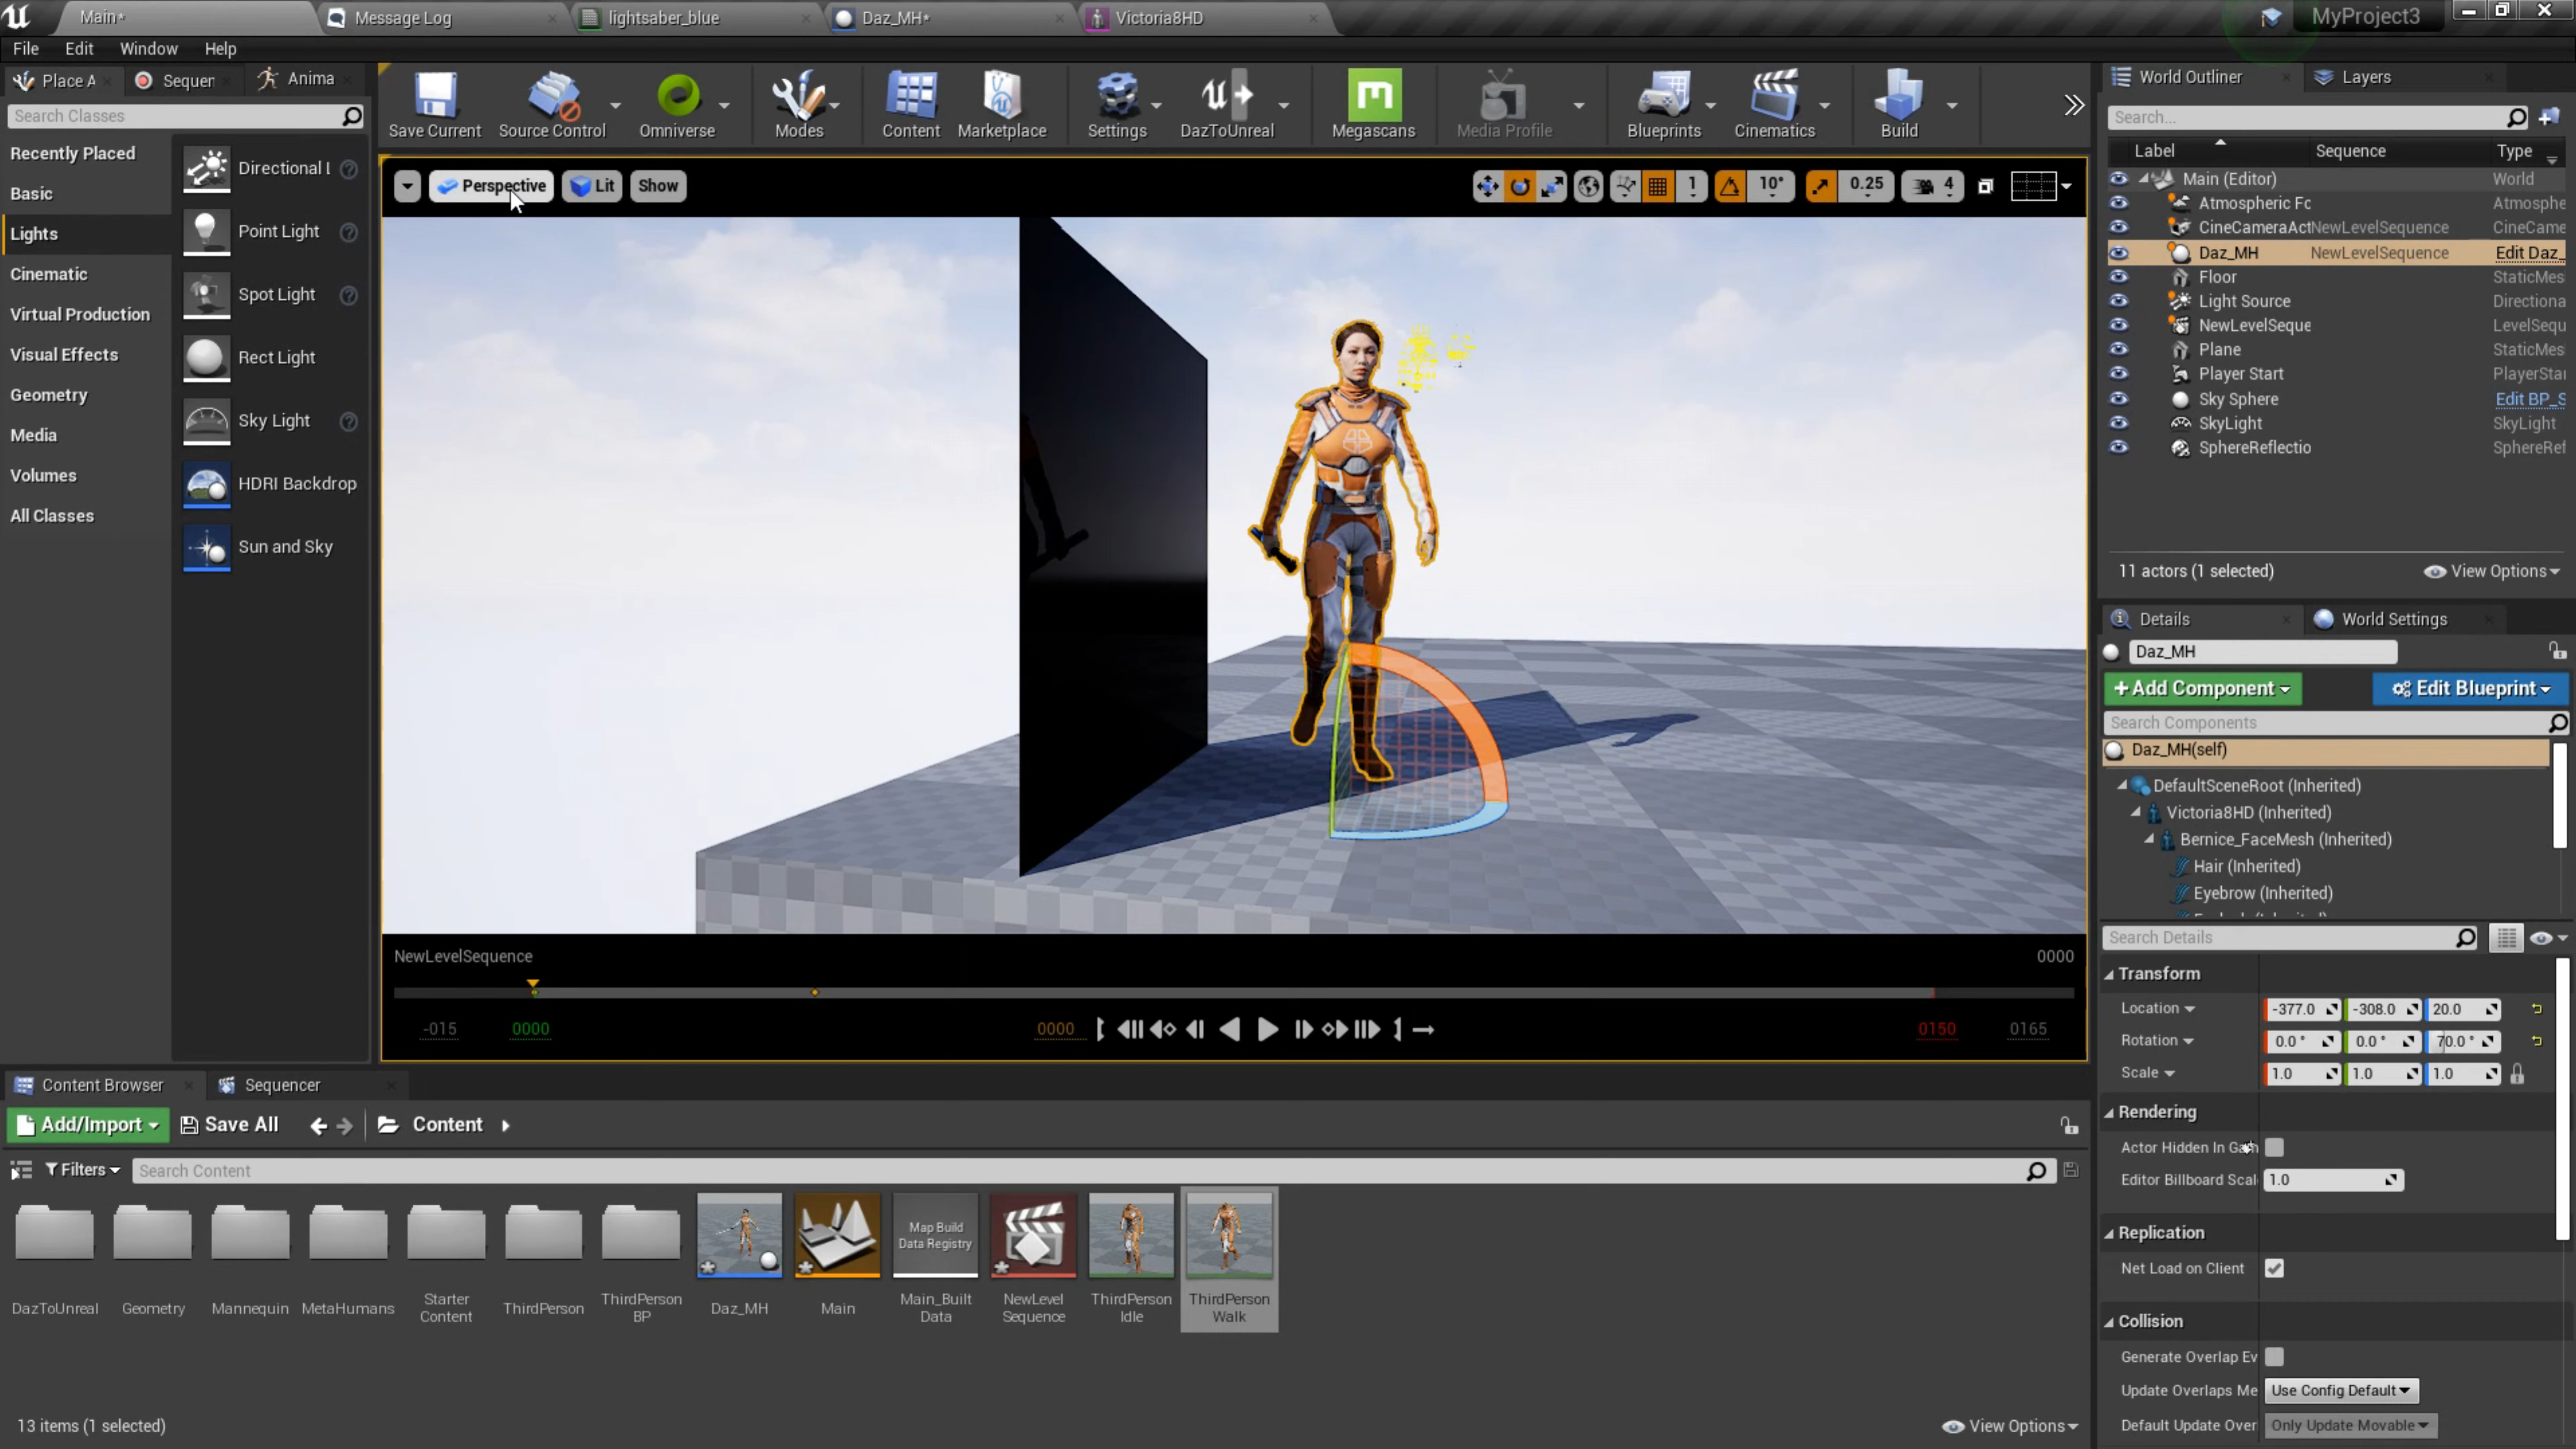 Main*
Message Log
lightsaber_blue
Daz_MH*
Victoria8HD
MyProject3
File Edit Window Help
Place A
Sequer
Anima
Search Classes
Recently Placed
Basic
Lights
Cinematic
Virtual Production
Visual Effects
Geometry
Media
Volumes
All Classes
Directional L
Point Light
Spot Light
Rect Light
Sky Light
HDRI Backdrop
Sun and Sky
Save Current
Source Control
Omniverse
Modes
Content
Marketplace
Settings
DazToUnreal
Megascans
Media Profile
Blueprints
Cinematics
Build
Perspective
Lit
Show
1
10°
0.25
4
NewLevelSequence
0000
-015
0000
0000
0150
0165
World Outliner
Layers
Search...
Label Sequence Type
Main (Editor) World
Atmospheric Fc Atmosphe
CineCameraAct NewLevelSequence CineCame
Daz_MH NewLevelSequence Edit Daz_
Floor StaticMes
Light Source Directiona
NewLevelSeque LevelSequ
Plane StaticMes
Player Start PlayerStar
Sky Sphere Edit BP_S
SkyLight SkyLight
SphereReflectio SphereRef
11 actors (1 selected)
View Options
Details
World Settings
Daz_MH
+Add Component
Edit Blueprint
Search Components
Daz_MH(self)
DefaultSceneRoot (Inherited)
Victoria8HD (Inherited)
Bernice_FaceMesh (Inherited)
Hair (Inherited)
Eyebrow (Inherited)
Search Details
Transform
Location -377.0 -308.0 20.0
Rotation 0.0° 0.0° 70.0°
Scale 1.0 1.0 1.0
Rendering
Actor Hidden In Gam
Editor Billboard Scal 1.0
Replication
Net Load on Client
Collision
Generate Overlap Ev
Update Overlaps Me Use Config Default
Default Update Over Only Update Movable
Content Browser
Sequencer
Add/Import
Save All
Content
Filters
Search Content
DazToUnreal
Geometry
Mannequin
MetaHumans
Starter
Content
ThirdPerson
ThirdPerson
BP
Daz_MH
Main
Map Build
Data Registry
Main_Built
Data
NewLevel
Sequence
ThirdPerson
Idle
ThirdPerson
Walk
13 items (1 selected)
View Options